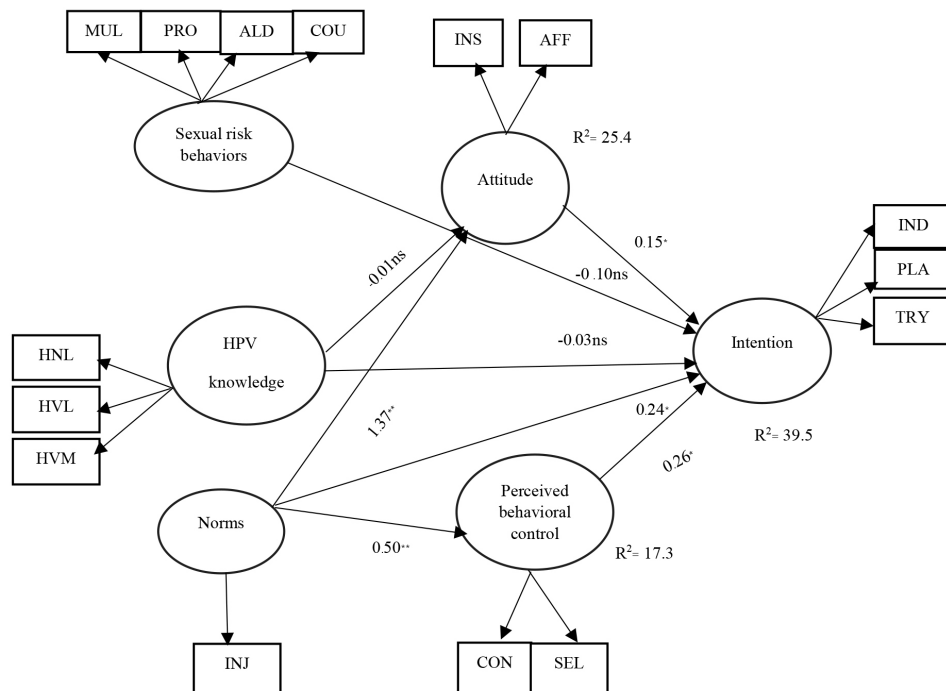 MUL PRO ALD COU
INS AFF
Sexual risk
behaviors
R²= 25.4
Attitude
IND
PLA
TRY
0.15*
-0.01ns
-0 .10ns
HPV
knowledge
-0.03ns
Intention
HNL
HVL
HVM
1.37**
0.24*
R²= 39.5
0.26*
Norms
Perceived
behavioral
control
0.50**
R²= 17.3
INJ
CON SEL